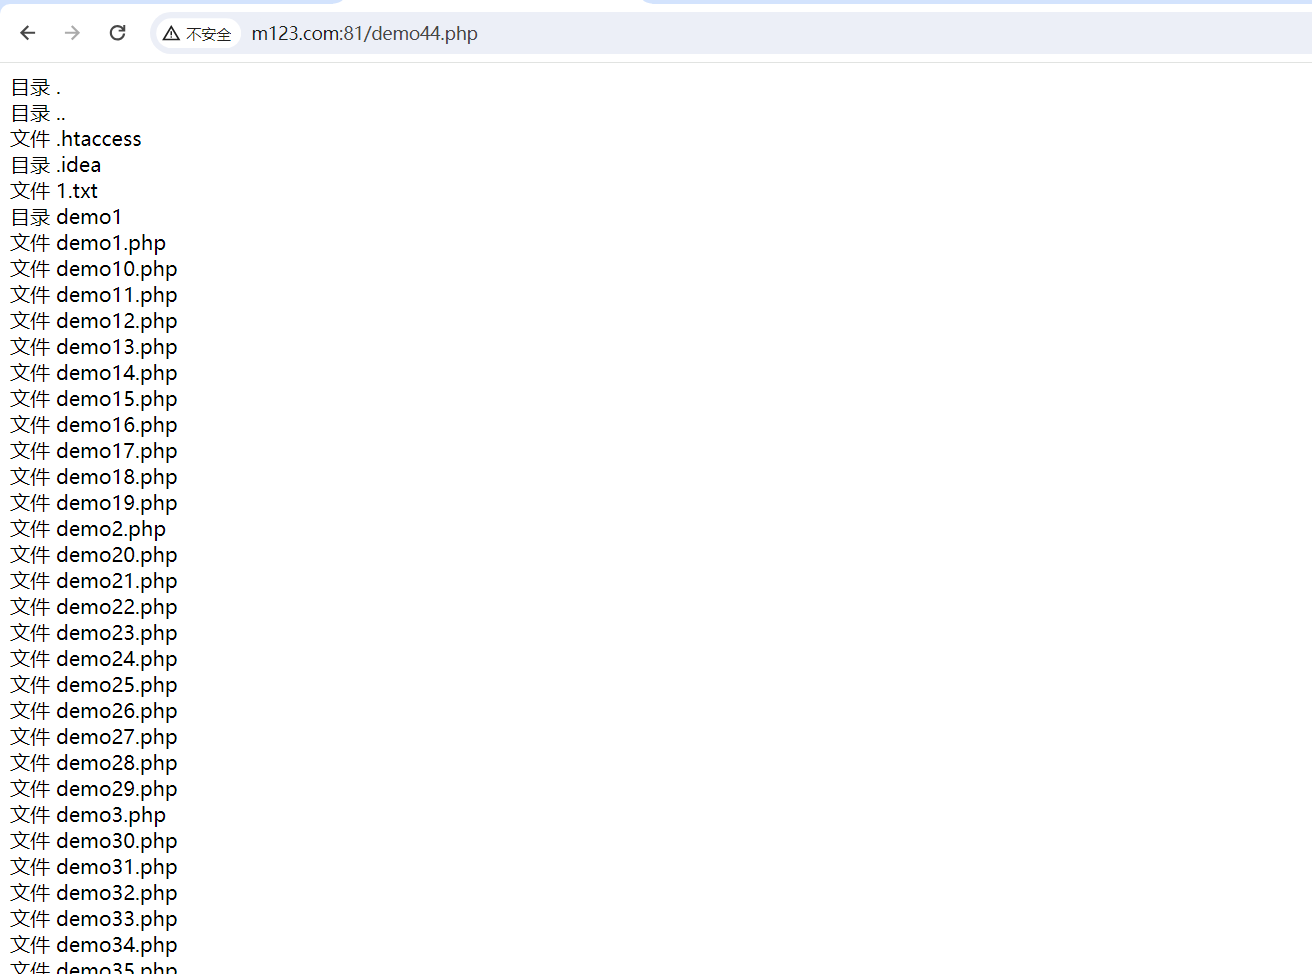 不安全 m123.com:81/demo44.php
目录 .
目录 ..
文件 .htaccess
目录 .idea
文件 1.txt
目录 demo1
文件 demo1.php
文件 demo10.php
文件 demo11.php
文件 demo12.php
文件 demo13.php
文件 demo14.php
文件 demo15.php
文件 demo16.php
文件 demo17.php
文件 demo18.php
文件 demo19.php
文件 demo2.php
文件 demo20.php
文件 demo21.php
文件 demo22.php
文件 demo23.php
文件 demo24.php
文件 demo25.php
文件 demo26.php
文件 demo27.php
文件 demo28.php
文件 demo29.php
文件 demo3.php
文件 demo30.php
文件 demo31.php
文件 demo32.php
文件 demo33.php
文件 demo34.php
文件 demo35.php